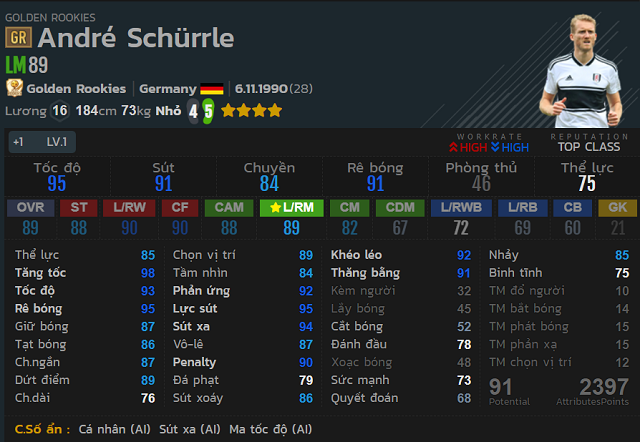 GOLDEN ROOKIES
GR André Schürrle
LM 89
Golden Rookies | Germany | 6.11.1990 (28)
Lương 16 184cm 73kg Nhỏ 4 5
+1 LV.1
WORKRATE REPUTATION
HIGH HIGH TOP CLASS
Tốc độ Sút Chuyền Rê bóng Phòng thủ Thể lực
95 91 84 91 46 75
OVR ST L/RW CF CAM L/RM CM CDM L/RWB L/RB CB GK
89 88 90 90 88 89 82 67 72 69 60 21
Thể lực 85 Chọn vị trí 89 Khéo léo 92 Nhảy 85
Tăng tốc 98 Tầm nhìn 84 Thăng bằng 91 Bình tĩnh 75
Tốc độ 93 Phản ứng 92 Kèm người 32 TM đổ người 10
Rê bóng 95 Lực sút 95 Lấy bóng 45 TM bắt bóng 14
Giữ bóng 87 Sút xa 94 Cắt bóng 52 TM phát bóng 15
Tạt bóng 86 Vô-lê 87 Đánh đầu 78 TM phản xạ 15
Ch.ngắn 87 Penalty 90 Xoạc bóng 48 TM chọn vị trí 12
Dứt điểm 89 Đá phạt 79 Sức mạnh 73 91 2397
Ch.dài 76 Sút xoáy 86 Quyết đoán 68 Potential AttributesPoints
C.Số ẩn : Cá nhân (AI) Sút xa (AI) Ma tốc độ (AI)